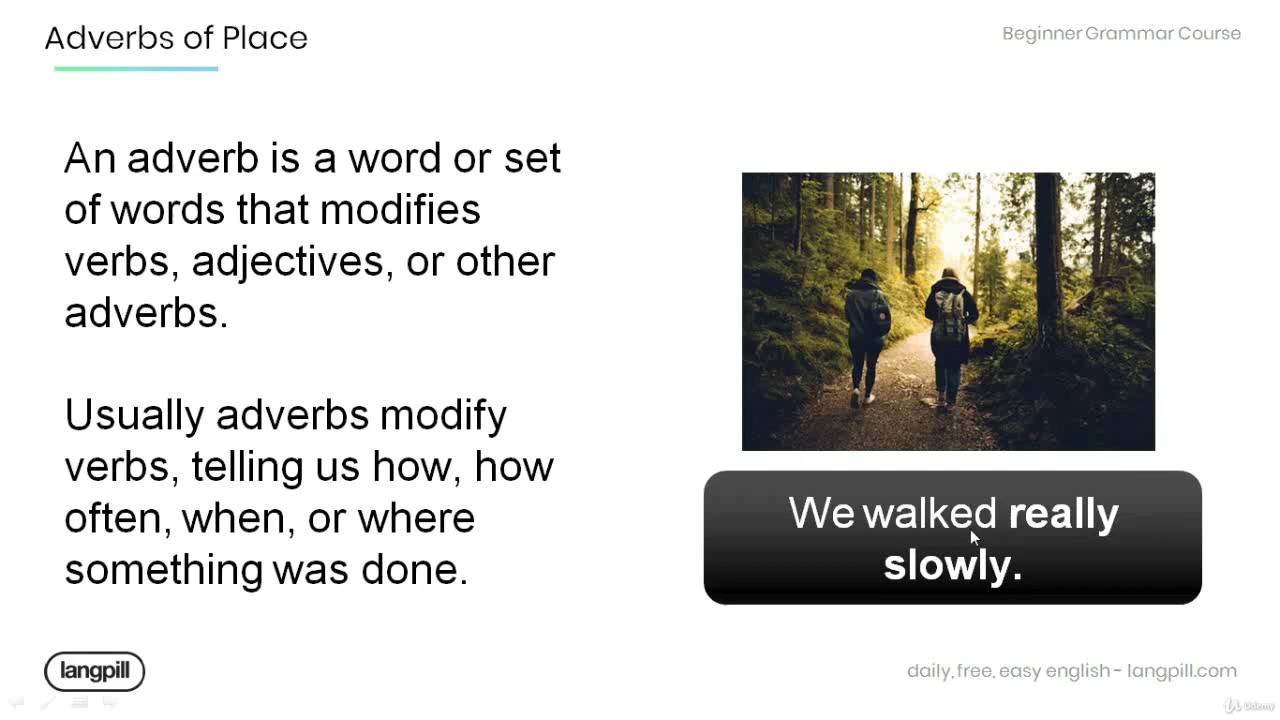 Adverbs of Place
Beginner Grammar Course
An adverb is a word or set
of words that modifies
verbs, adjectives, or other
adverbs.
Usually adverbs modify
verbs, telling us how, how
often, when, or where
something was done.
We walked really
slowly.
langpill
daily, free, easy english - langpill.com
Udemy